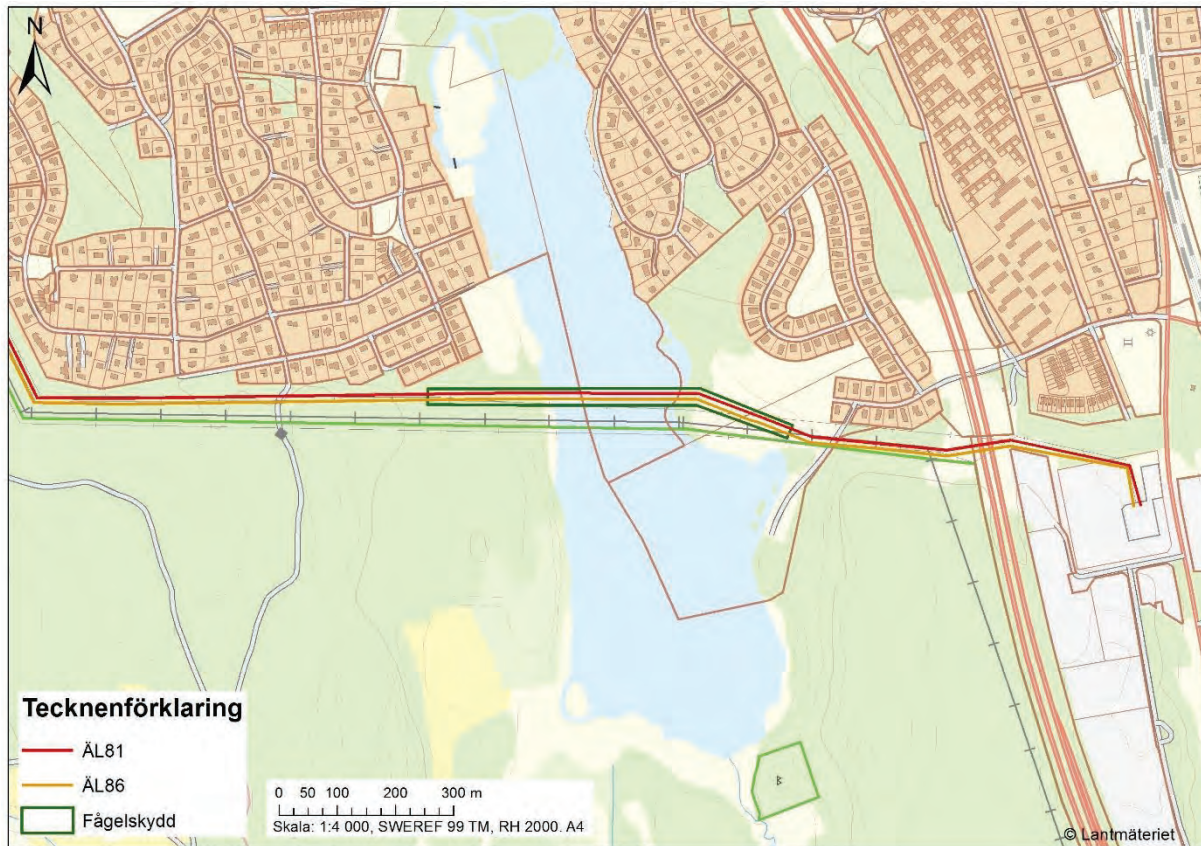 N
Tecknenförklaring
ÄL81
ÄL86
Fågelskydd
0 50 100 200 300 m
Skala: 1:4 000, SWEREF 99 TM, RH 2000. A4
© Lantmäteriet